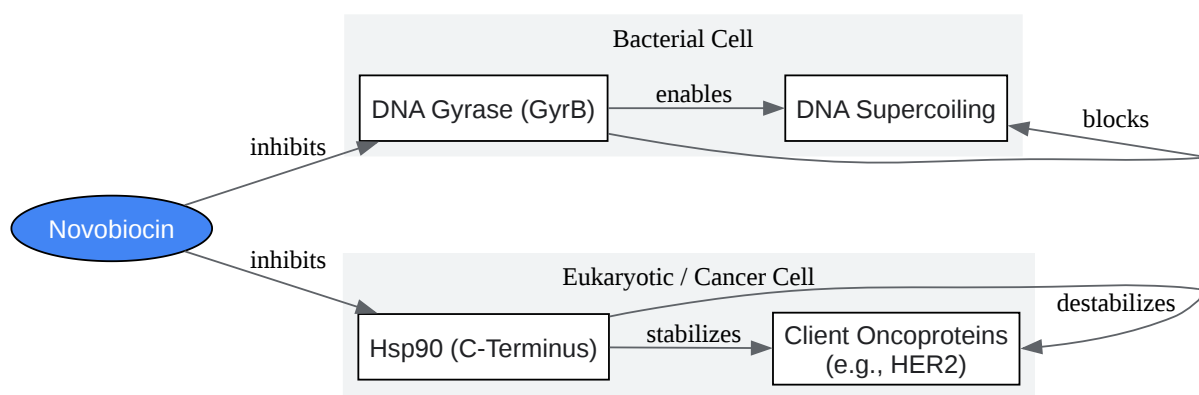 Bacterial Cell
DNA Gyrase (GyrB)
enables
DNA Supercoiling
blocks
inhibits
Novobiocin
inhibits
Eukaryotic / Cancer Cell
destabilizes
Hsp90 (C-Terminus)
stabilizes
Client Oncoproteins
(e.g., HER2)